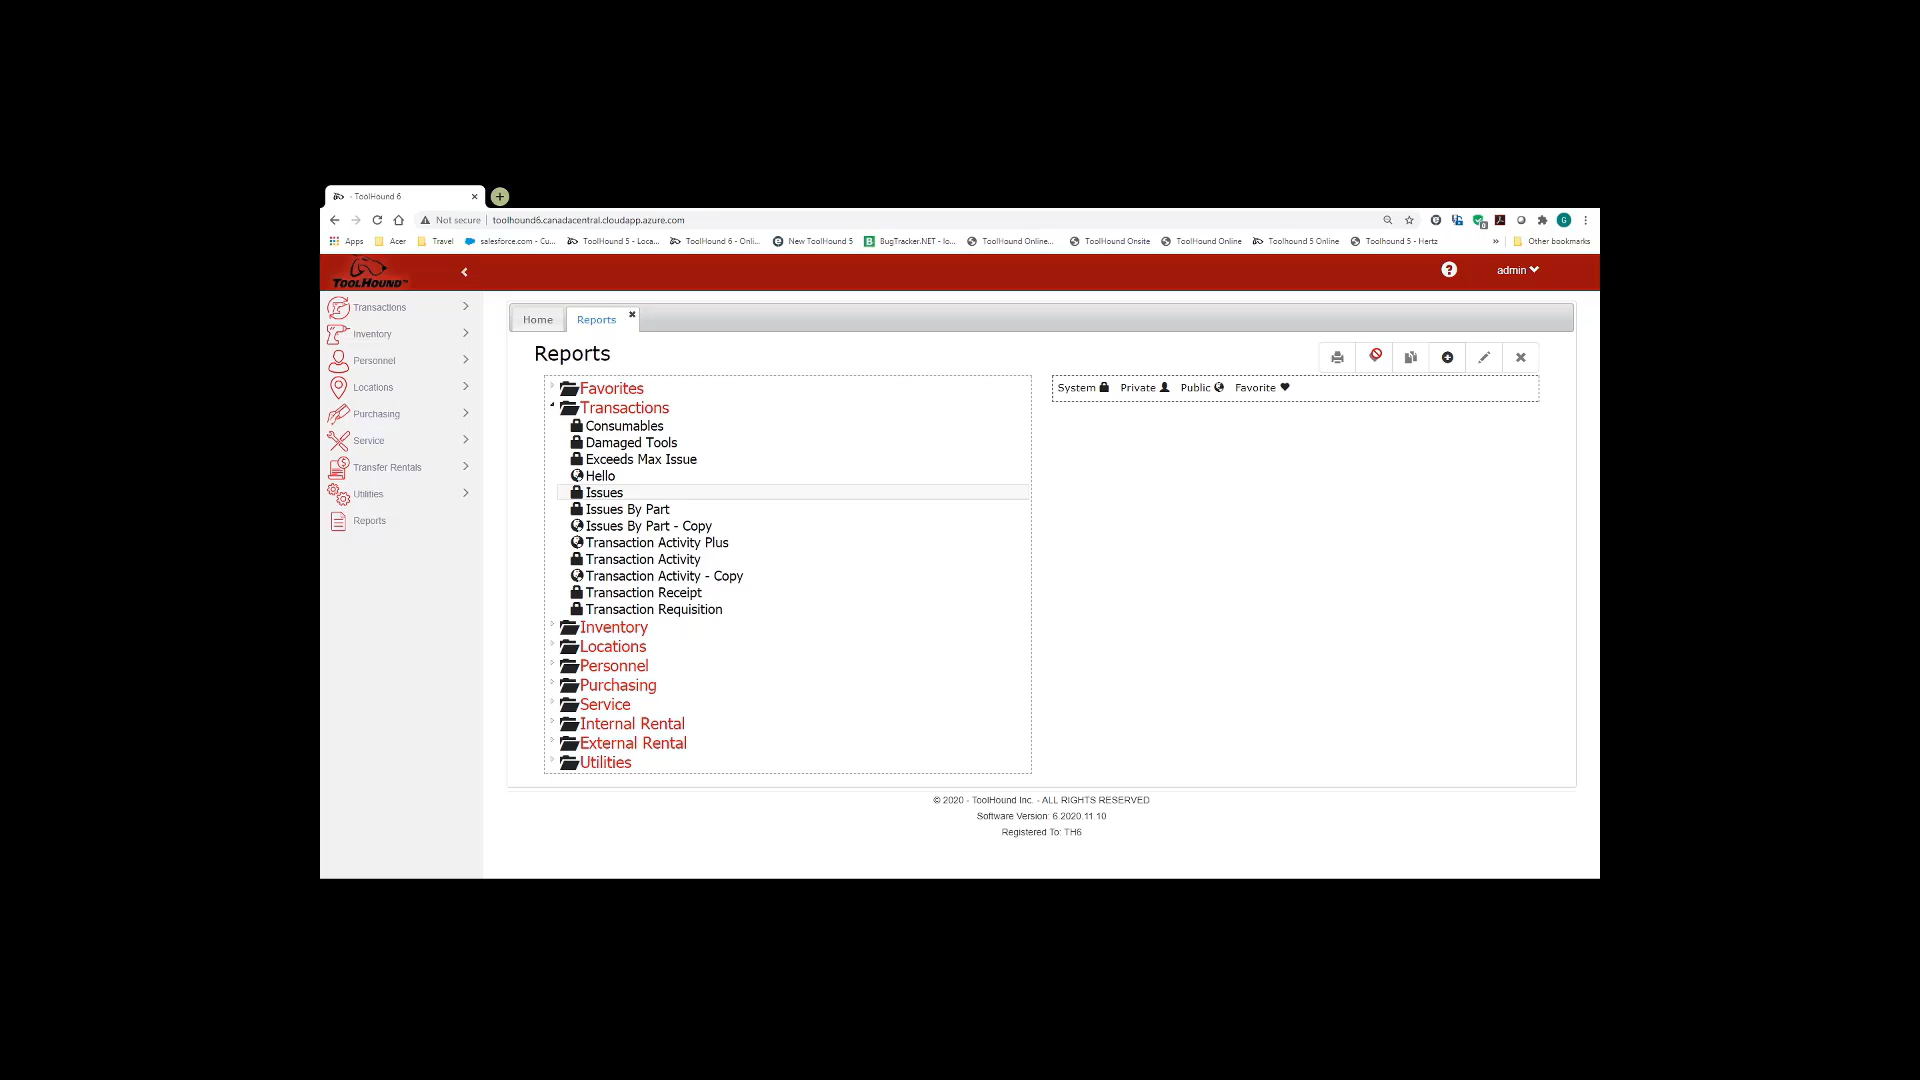 - ToolHound 6
Not secure toolhound6.canadacentral.cloudapp.azure.com
Apps Acer Travel salesforce.com - Cu... ToolHound 5 - Loca... ToolHound 6 - Onli... New ToolHound 5 BugTracker.NET - lo... ToolHound Online... ToolHound Onsite ToolHound Online Toolhound 5 Online Toolhound 5 - Hertz » Other bookmarks
TOOLHOUND™ ? admin
Transactions
Inventory
Personnel
Locations
Purchasing
Service
Transfer Rentals
Utilities
Reports
Home Reports
Reports
Favorites
Transactions
Consumables
Damaged Tools
Exceeds Max Issue
Hello
Issues
Issues By Part
Issues By Part - Copy
Transaction Activity Plus
Transaction Activity
Transaction Activity - Copy
Transaction Receipt
Transaction Requisition
Inventory
Locations
Personnel
Purchasing
Service
Internal Rental
External Rental
Utilities
System Private Public Favorite
© 2020 - ToolHound Inc. - ALL RIGHTS RESERVED
Software Version: 6.2020.11.10
Registered To: TH6